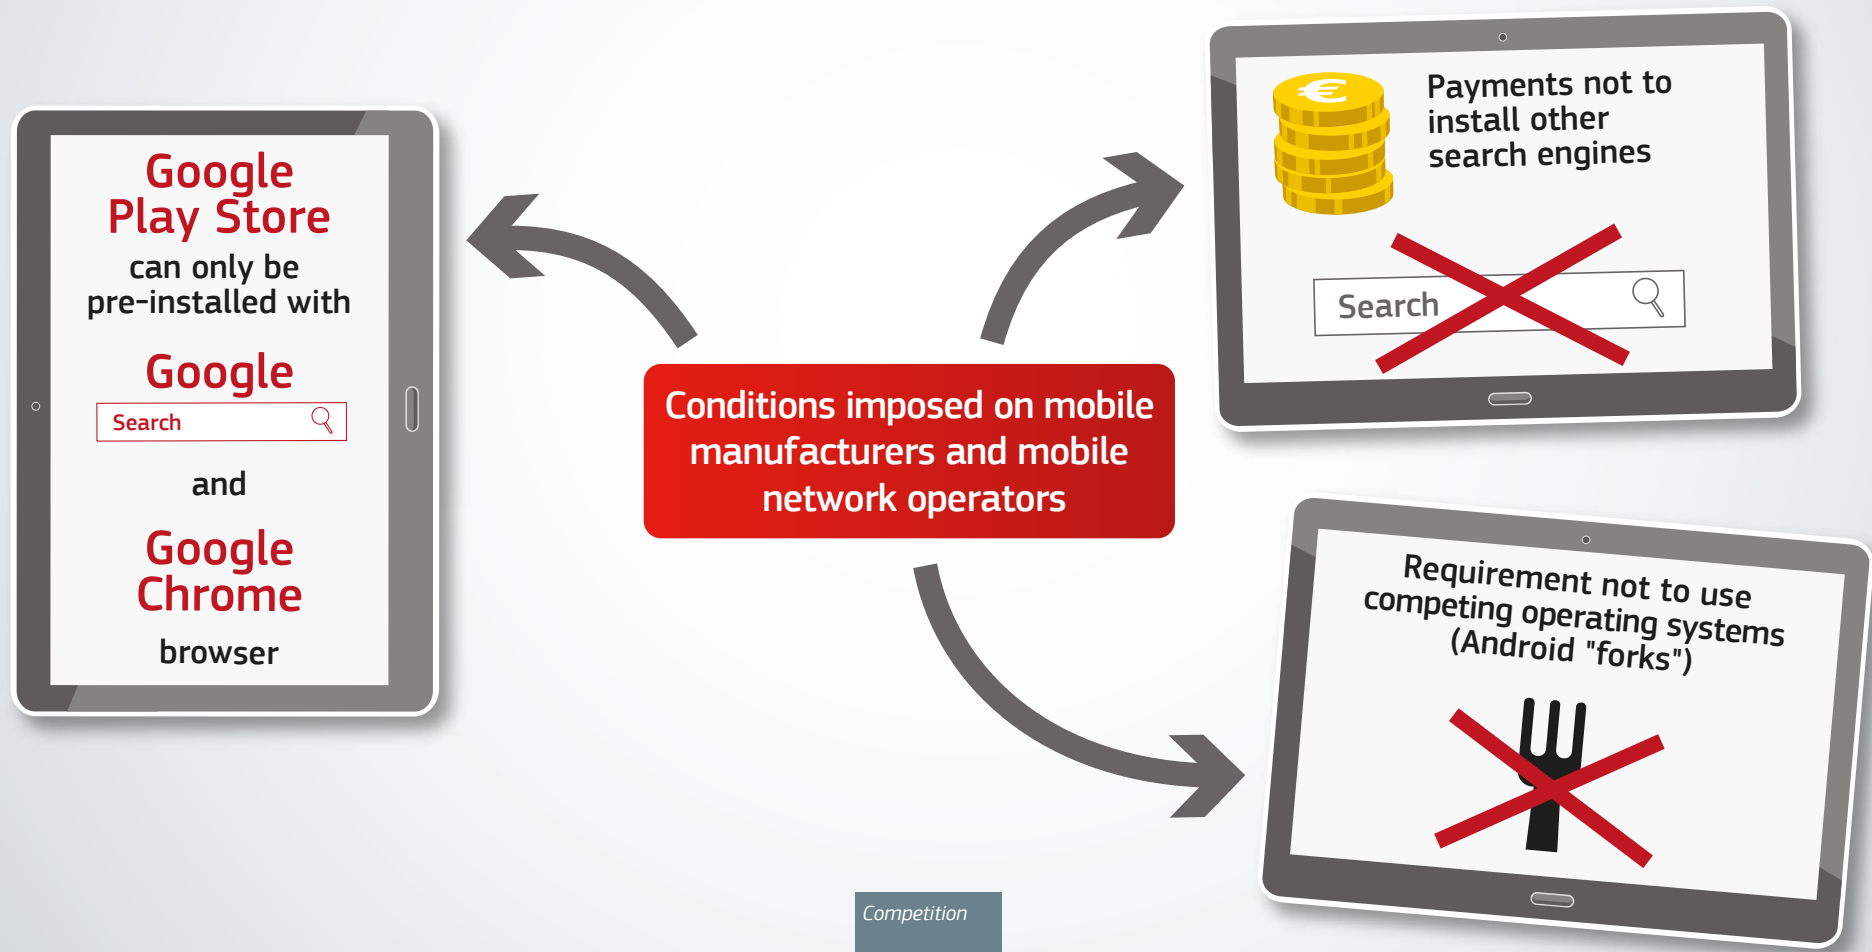 Google
Play Store
can only be
pre-installed with
Google
Search
and
Google
Chrome
browser
Conditions imposed on mobile
manufacturers and mobile
network operators
€
Payments not to
install other
search engines
Search
Requirement not to use
competing operating systems
(Android "forks")
Competition